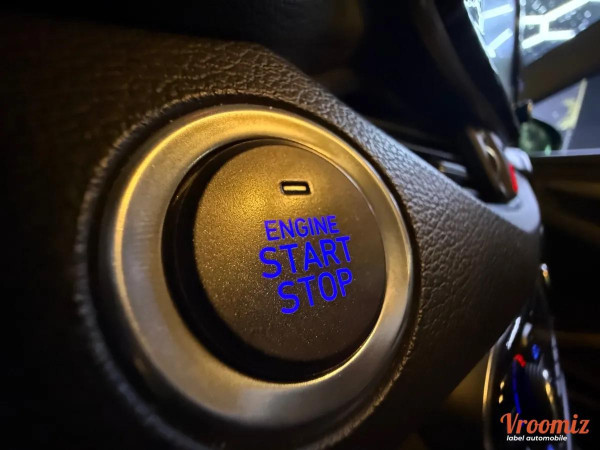 ENGINE
START
STOP
Vroomiz
label automobile